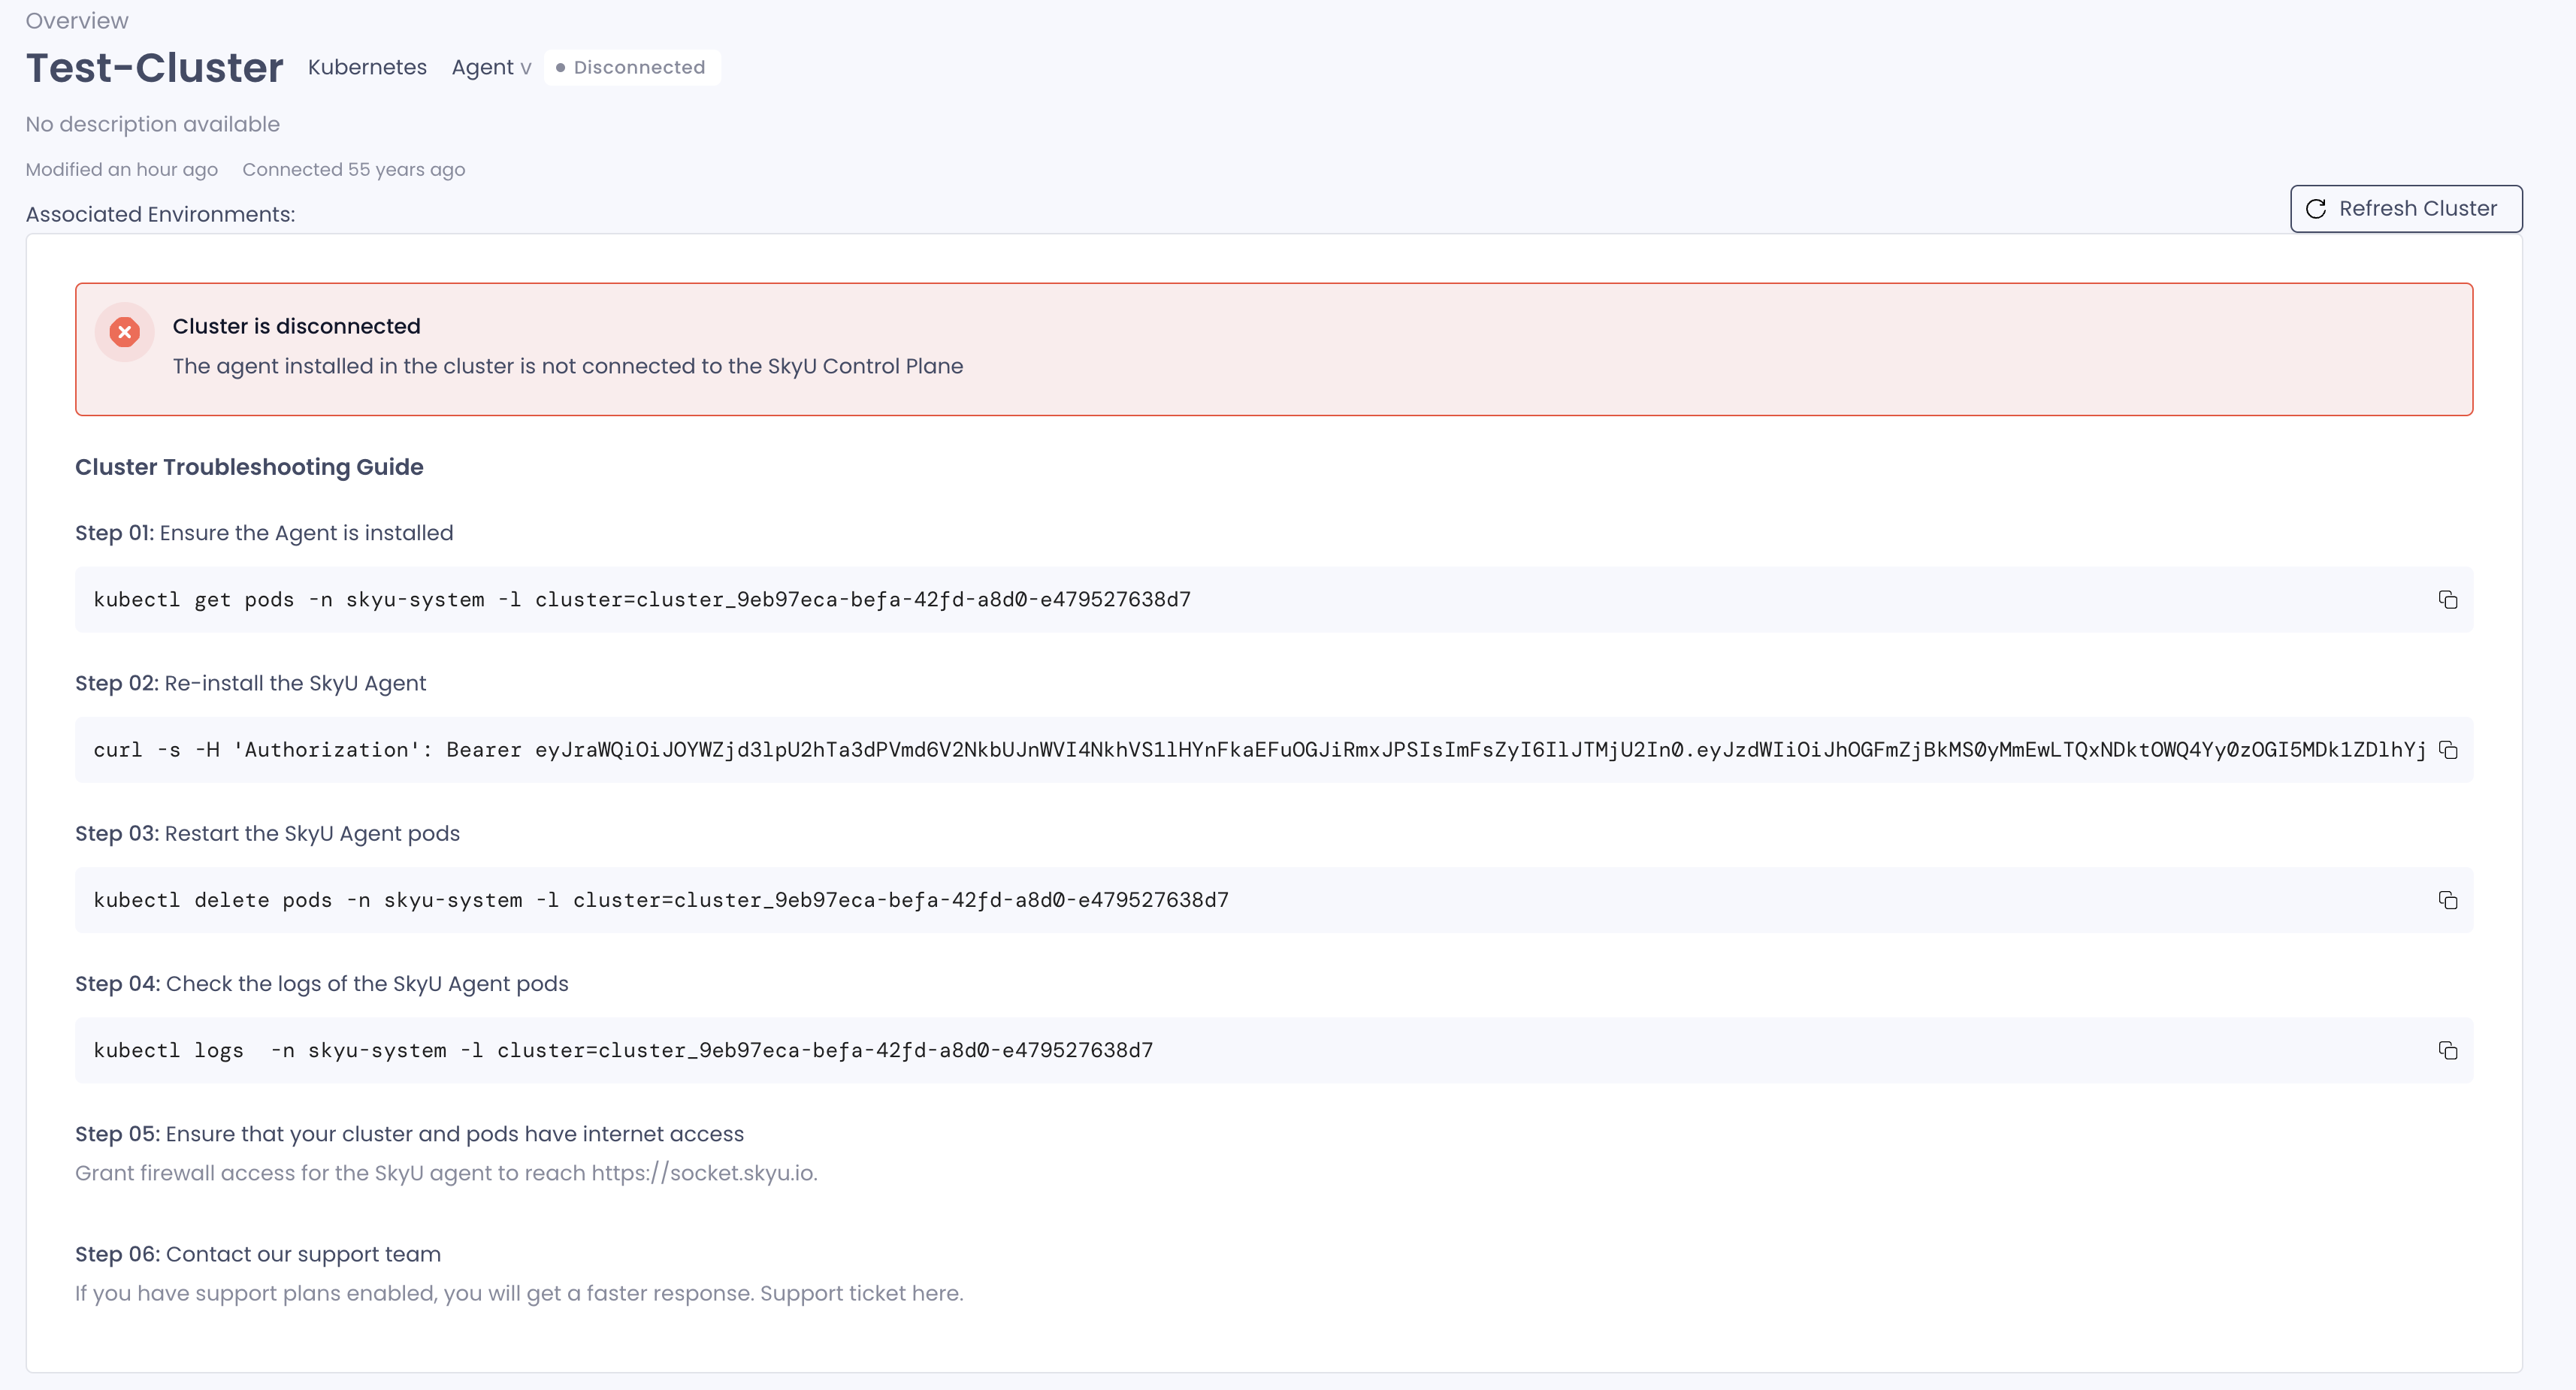 Overview
Test-Cluster Kubernetes Agent v Disconnected
No description available
Modified an hour ago Connected 55 years ago
Associated Environments:
Refresh Cluster
Cluster is disconnected
The agent installed in the cluster is not connected to the SkyU Control Plane
Cluster Troubleshooting Guide
Step 01: Ensure the Agent is installed
kubectl get pods -n skyu-system -l cluster=cluster_9eb97eca-befa-42fd-a8d0-e479527638d7
Step 02: Re-install the SkyU Agent
curl -s -H 'Authorization': Bearer eyJraWQiOiJOYWZjd3lpU2hTa3dPVmd6V2NkbUJnWVI4NkhVS1lHYnFkaEFuOGJiRmxJPSIsImFsZyI6IlJTMjU2In0.eyJzdWIiOiJhOGFmZjBkMS0yMmEwLTQxNDktOWQ4Yy0zOGI5MDk1ZDlhYj
Step 03: Restart the SkyU Agent pods
kubectl delete pods -n skyu-system -l cluster=cluster_9eb97eca-befa-42fd-a8d0-e479527638d7
Step 04: Check the logs of the SkyU Agent pods
kubectl logs  -n skyu-system -l cluster=cluster_9eb97eca-befa-42fd-a8d0-e479527638d7
Step 05: Ensure that your cluster and pods have internet access
Grant firewall access for the SkyU agent to reach https://socket.skyu.io.
Step 06: Contact our support team
If you have support plans enabled, you will get a faster response. Support ticket here.